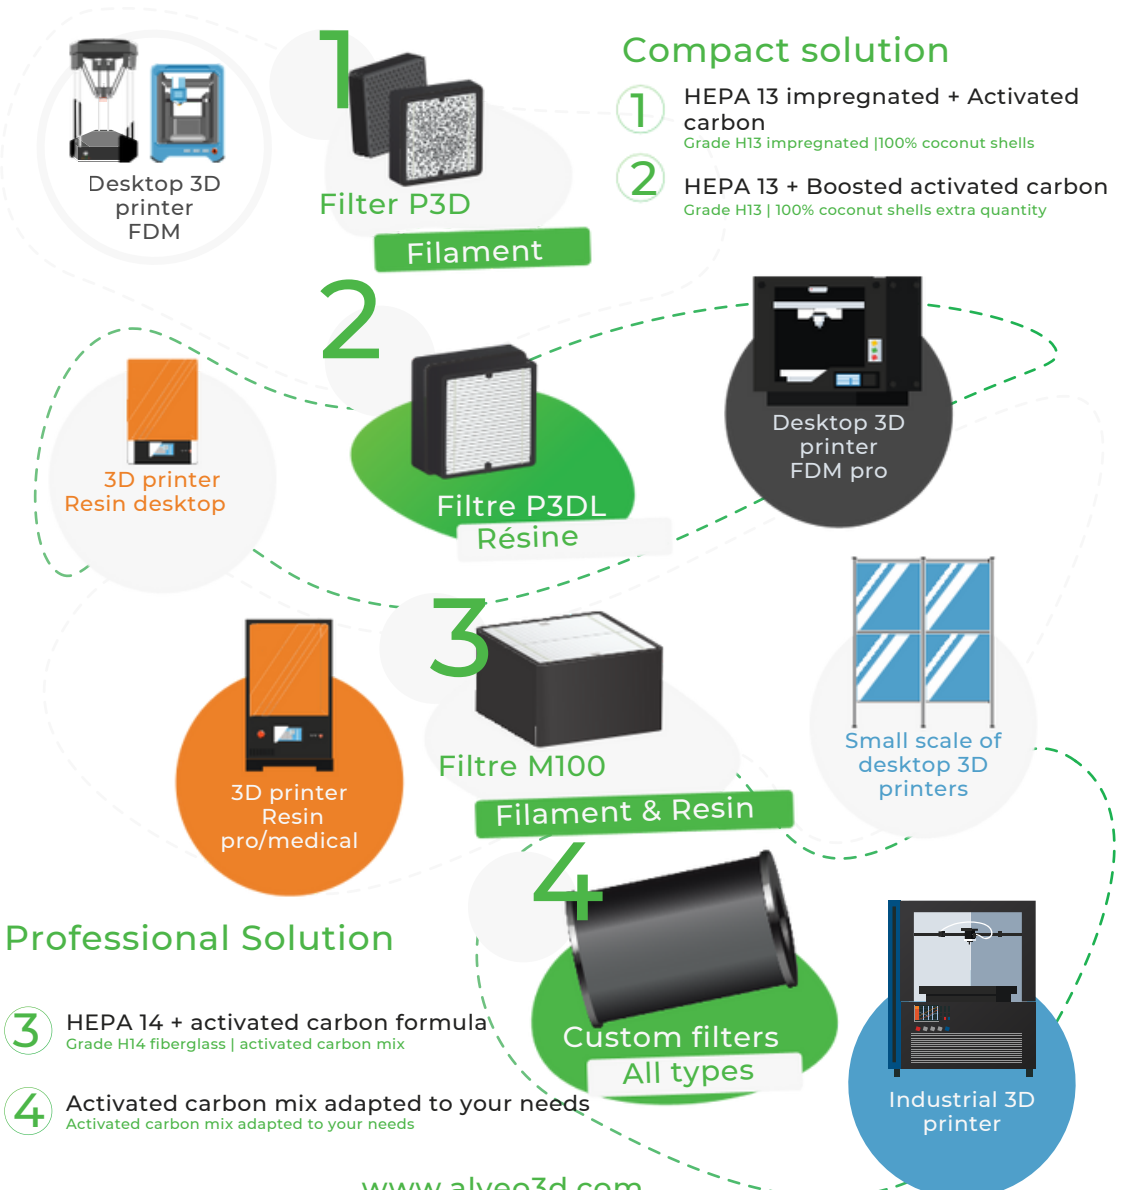 Compact solution
1
HEPA 13 impregnated + Activated
carbon
Grade H13 impregnated |100% coconut shells
2
HEPA 13 + Boosted activated carbon
Grade H13 | 100% coconut shells extra quantity
Desktop 3D
printer
FDM
1
Filter P3D
Filament
2
Filtre P3DL
Résine
3D printer
Resin desktop
Desktop 3D
printer
FDM pro
3
Filtre M100
Filament & Resin
3D printer
Resin
pro/medical
Small scale of
desktop 3D
printers
4
Custom filters
All types
Industrial 3D
printer
Professional Solution
3
HEPA 14 + activated carbon formula
Grade H14 fiberglass | activated carbon mix
4
Activated carbon mix adapted to your needs
Activated carbon mix adapted to your needs
www.alveo3d.com